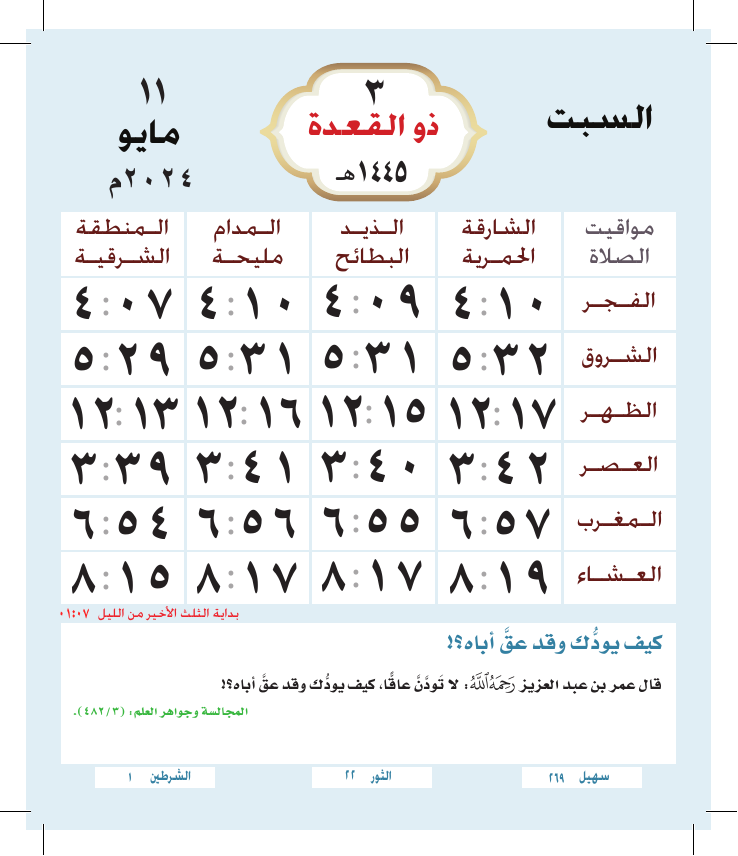 السبت
٣
ذو القعدة
١٤٤٥هـ
١١
مايو
٢٠٢٤م
مواقيت الصلاة | الشارقة الحمرية | الذيد البطائح | المدام مليحة | المنطقة الشرقية
الفجر ٤:١٠ ٤:٠٩ ٤:١٠ ٤:٠٧
الشروق ٥:٣٢ ٥:٣١ ٥:٣١ ٥:٢٩
الظهر ١٢:١٧ ١٢:١٥ ١٢:١٦ ١٢:١٣
العصر ٣:٤٢ ٣:٤٠ ٣:٤١ ٣:٣٩
المغرب ٦:٥٧ ٦:٥٥ ٦:٥٦ ٦:٥٤
العشاء ٨:١٩ ٨:١٧ ٨:١٧ ٨:١٥
بداية الثلث الأخير من الليل ٠١:٠٧
كيف يودُّك وقد عقَّ أباه؟!
قال عمر بن عبد العزيز رَحِمَهُ ٱللَّهُ: لا تَودَّنَّ عاقًّا، كيف يودُّك وقد عقَّ أباه؟!
المجالسة وجواهر العلم: (٤٨٢/٣).
سهيل ٢٦٩
الثور ٢٢
الشرطين ١